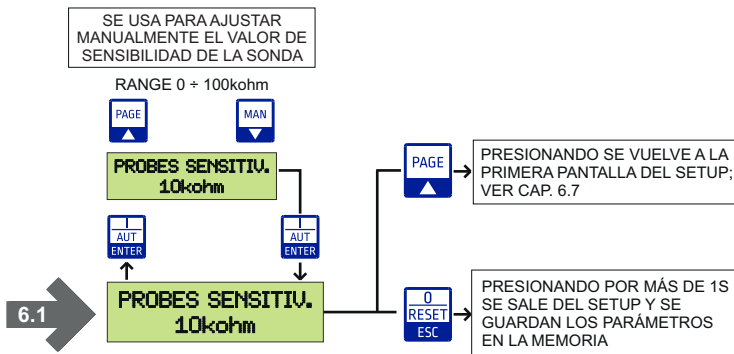 SE USA PARA AJUSTAR
MANUALMENTE EL VALOR DE
SENSIBILIDAD DE LA SONDA
RANGE 0 ÷ 100kohm
PAGE
MAN
PROBES SENSITIV.
10kohm
I
AUT
ENTER
I
AUT
ENTER
6.1
PROBES SENSITIV.
10kohm
PAGE
PRESIONANDO SE VUELVE A LA
PRIMERA PANTALLA DEL SETUP;
VER CAP. 6.7
0
RESET
ESC
PRESIONANDO POR MÁS DE 1S
SE SALE DEL SETUP Y SE
GUARDAN LOS PARÁMETROS
EN LA MEMORIA